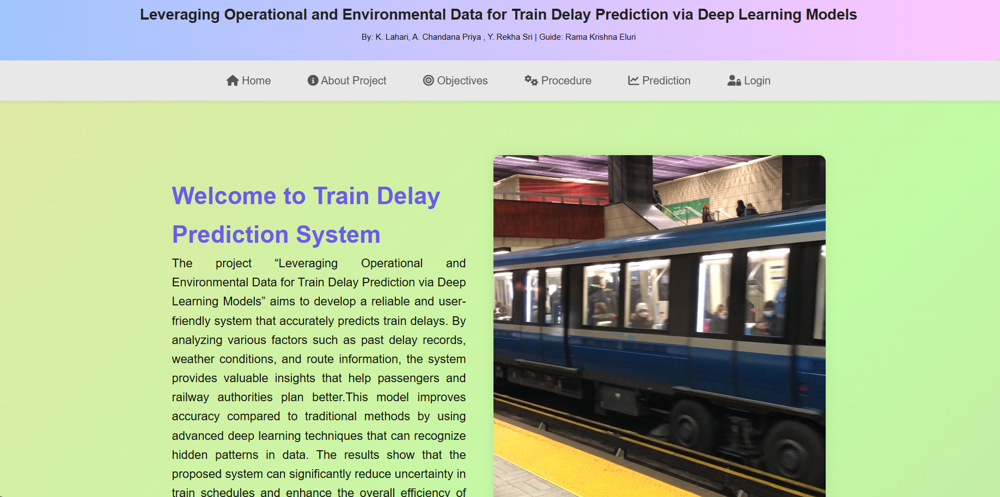 Leveraging Operational and Environmental Data for Train Delay Prediction via Deep Learning Models
By: K. Lahari, A. Chandana Priya , Y. Rekha Sri | Guide: Rama Krishna Eluri
Home About Project Objectives Procedure Prediction Login
Welcome to Train Delay
Prediction System
The project “Leveraging Operational and
Environmental Data for Train Delay Prediction via Deep
Learning Models” aims to develop a reliable and user-
friendly system that accurately predicts train delays. By
analyzing various factors such as past delay records,
weather conditions, and route information, the system
provides valuable insights that help passengers and
railway authorities plan better.This model improves
accuracy compared to traditional methods by using
advanced deep learning techniques that can recognize
hidden patterns in data. The results show that the
proposed system can significantly reduce uncertainty in
train schedules and enhance the overall efficiency of